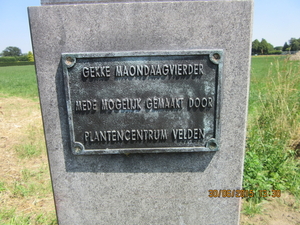 GEKKE MAONDAAGVIERDER
MEDE MOGELIJK GEMAAKT DOOR
PLANTENCENTRUM VELDEN